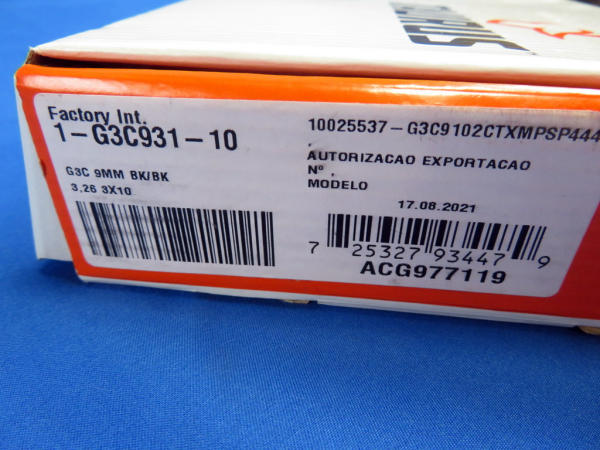 Factory Int.
1-G3C931-10
G3C 9MM BK/BK
3.26 3X10
10025537-G3C9102CTXMPSP444
.
AUTORIZACAO EXPORTACAO
Nº .
MODELO
17.08.2021
7 25327 93447 9
ACG977119